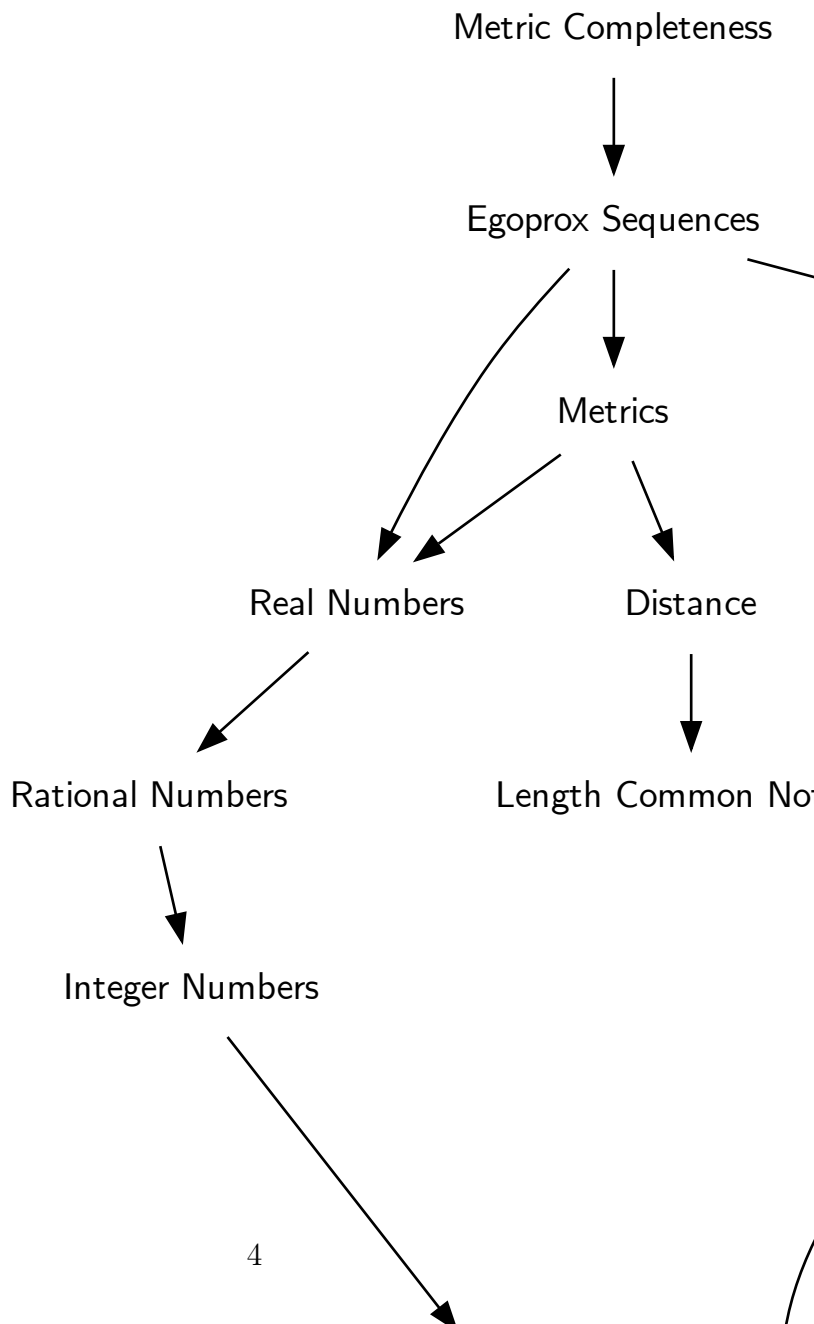 Metric Completeness
Egoprox Sequences
Metrics
Real Numbers
Distance
Rational Numbers
Length Common
Integer Numbers
4